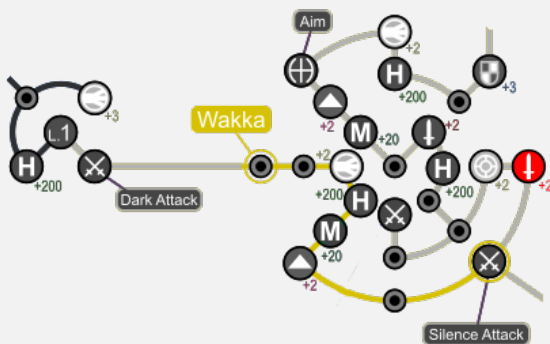 Aim
+2
+3
+200
+3
L.1
+2
+20
+2
Wakka
+2
H
H
M
H
+200
+200
H
+200
+2
+2
Dark Attack
M
+20
+2
Silence Attack